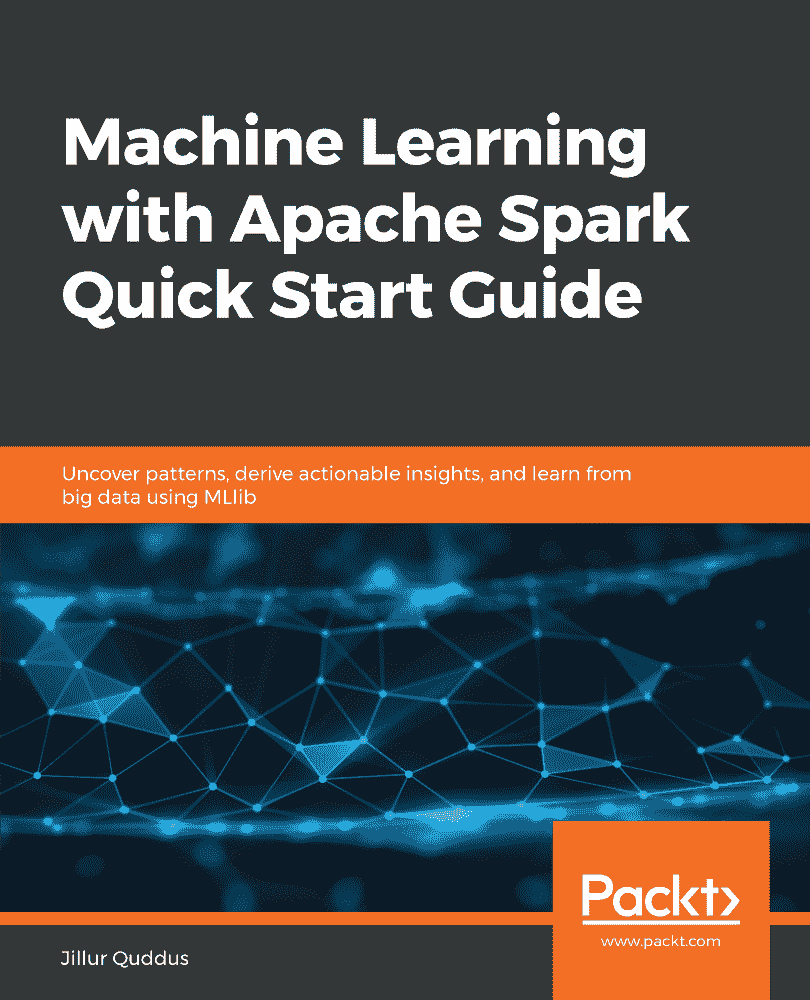 Machine Learning
with Apache Spark
Quick Start Guide
Uncover patterns, derive actionable insights, and learn from
big data using MLlib
Jillur Quddus
Packt>
www.packt.com